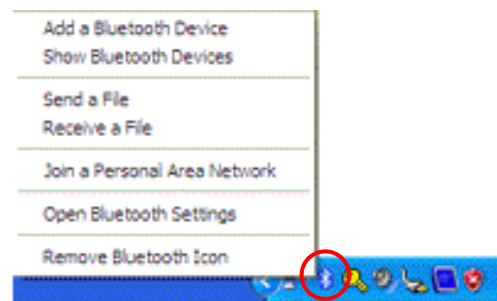 Add a Bluetooth Device
Show Bluetooth Devices
Send a File
Receive a File
Join a Personal Area Network
Open Bluetooth Settings
Remove Bluetooth Icon